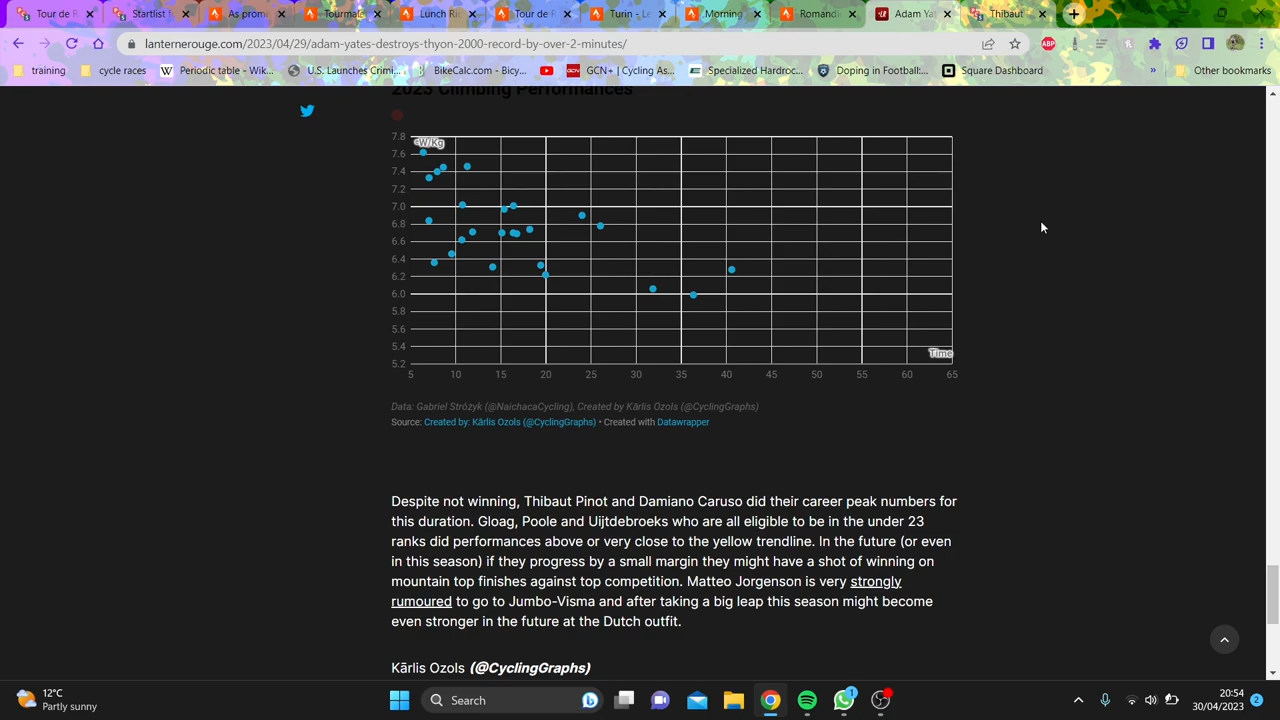 Tour de F
Startlist f
As promo
Tourmale
Lunch Ric
Tour de F
Turin - Le
Morning
Romandi
Adam Yat
Thibaut
lanternerouge.com/2023/04/29/adam-yates-destroys-thyon-2000-record-by-over-2-minutes/
ABP
training
cycle races
Periodic table - Wik...
U.S. Launches Crimi...
BikeCalc.com - Bicy...
GCN+ | Cycling As...
Specialized Hardroc...
Doping in Football:...
Square Dashboard
»
Other bookmarks
2023 Climbing Performances
7.8
eW/Kg
7.6
7.4
7.2
7.0
6.8
6.6
6.4
6.2
6.0
5.8
5.6
5.4
Time
5.2
5 10 15 20 25 30 35 40 45 50 55 60 65
Data: Gabriel Stróżyk (@NaichacaCycling), Created by Kārlis Ozols (@CyclingGraphs)
Source: Created by: Kārlis Ozols (@CyclingGraphs) • Created with Datawrapper
Despite not winning, Thibaut Pinot and Damiano Caruso did their career peak numbers for
this duration. Gloag, Poole and Uijtdebroeks who are all eligible to be in the under 23
ranks did performances above or very close to the yellow trendline. In the future (or even
in this season) if they progress by a small margin they might have a shot of winning on
mountain top finishes against top competition. Matteo Jorgenson is very strongly
rumoured to go to Jumbo-Visma and after taking a big leap this season might become
even stronger in the future at the Dutch outfit.
Kārlis Ozols (@CyclingGraphs)
12°C
Partly sunny
Search
1
20:54
30/04/2023
2